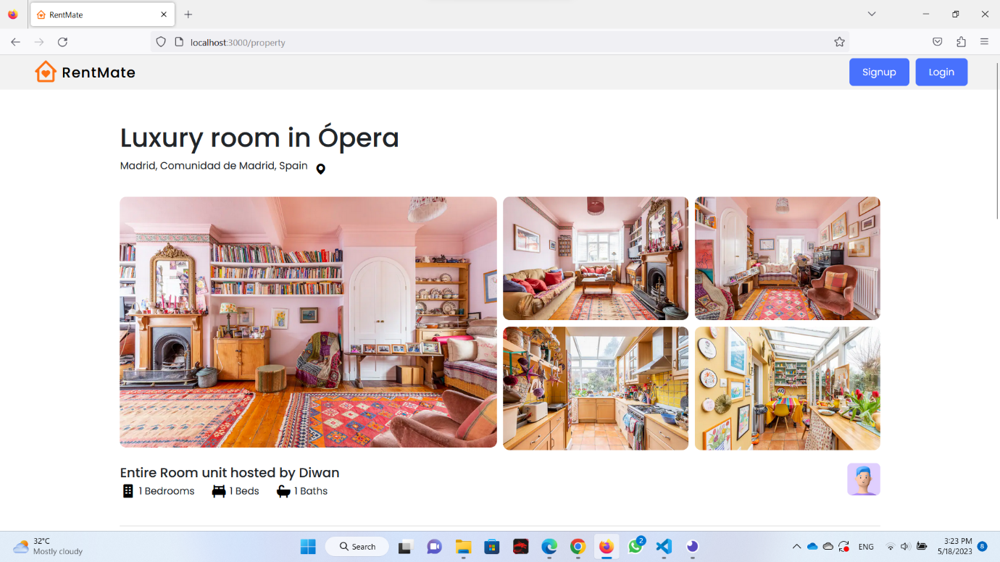 RentMate
localhost:3000/property
RentMate
Signup
Login
Luxury room in Ópera
Madrid, Comunidad de Madrid, Spain
Entire Room unit hosted by Diwan
1 Bedrooms
1 Beds
1 Baths
32°C
Mostly cloudy
Search
2
ENG
3:23 PM
5/18/2023
8